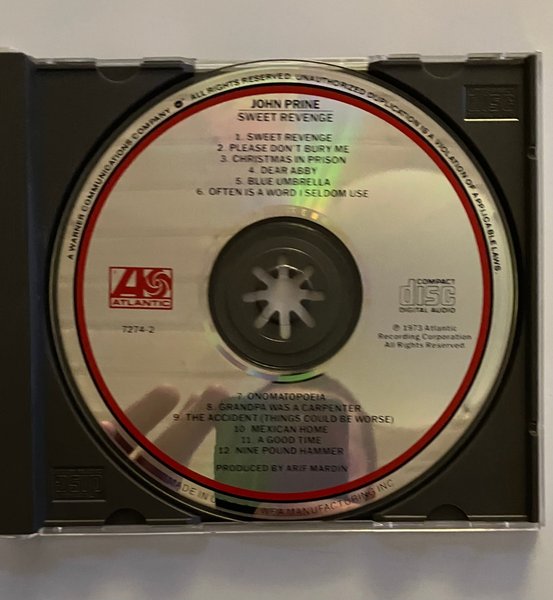 A WARNER COMMUNICATIONS COMPANY ALL RIGHTS RESERVED. UNAUTHORIZED DUPLICATION IS A VIOLATION OF APPLICABLE LAWS.
JOHN PRINE
SWEET REVENGE
1. SWEET REVENGE
2. PLEASE DON'T BURY ME
3. CHRISTMAS IN PRISON
4. DEAR ABBY
5. BLUE UMBRELLA
6. OFTEN IS A WORD I SELDOM USE
ATLANTIC
7274-2
COMPACT
disc
DIGITAL AUDIO
℗ 1973 Atlantic
Recording Corporation
All Rights Reserved.
7. ONOMATOPOEIA
8. GRANDPA WAS A CARPENTER
9. THE ACCIDENT (THINGS COULD BE WORSE)
10. MEXICAN HOME
11. A GOOD TIME
12. NINE POUND HAMMER
PRODUCED BY ARIF MARDIN
MADE IN MANUFACTURING INC
disc
disc